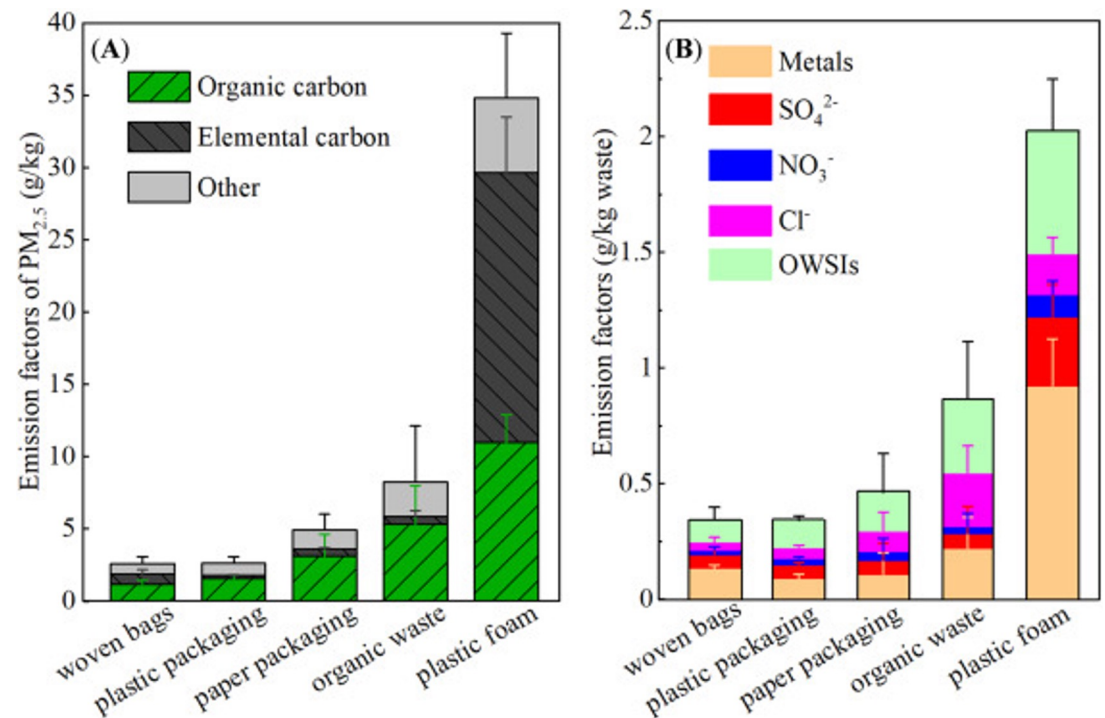 (A)
Organic carbon
Elemental carbon
Other
Emission factors of PM2.5 (g/kg)
40
35
30
25
20
15
10
5
0
woven bags
plastic packaging
paper packaging
organic waste
plastic foam
(B)
Metals
SO₄²⁻
NO₃⁻
Cl⁻
OWSIs
Emission factors (g/kg waste)
2.5
2
1.5
1
0.5
0
woven bags
plastic packaging
paper packaging
organic waste
plastic foam